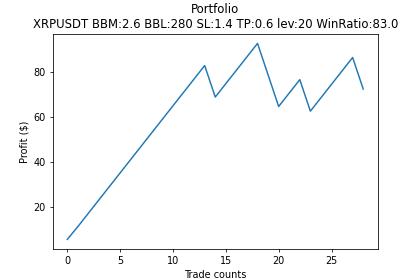 Portfolio
XRPUSDT BBM:2.6 BBL:280 SL:1.4 TP:0.6 lev:20 WinRatio:83.0
80
60
40
20
Profit ($)
0 5 10 15 20 25
Trade counts